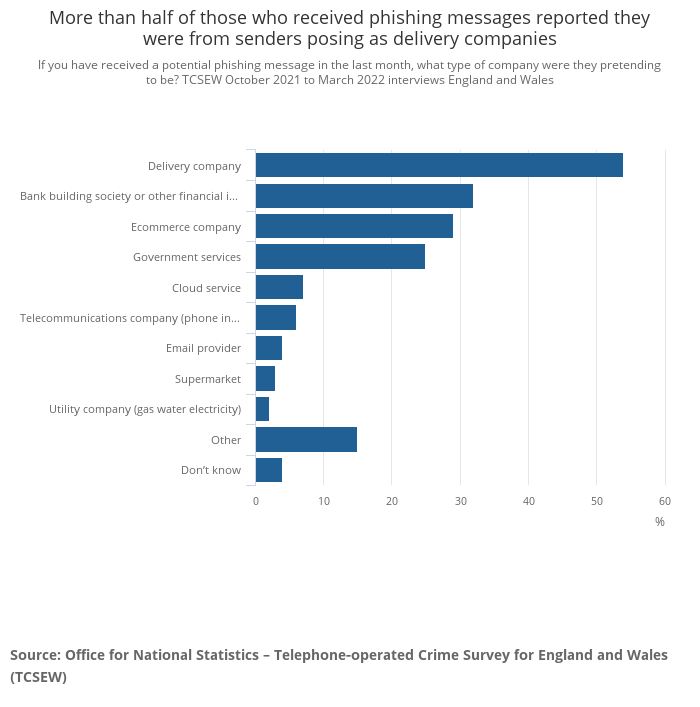 More than half of those who received phishing messages reported they
were from senders posing as delivery companies
If you have received a potential phishing message in the last month, what type of company were they pretending
to be? TCSEW October 2021 to March 2022 interviews England and Wales
Delivery company
Bank building society or other financial i...
Ecommerce company
Government services
Cloud service
Telecommunications company (phone in...
Email provider
Supermarket
Utility company (gas water electricity)
Other
Don’t know
0 10 20 30 40 50 60
%
Source: Office for National Statistics – Telephone-operated Crime Survey for England and Wales
(TCSEW)